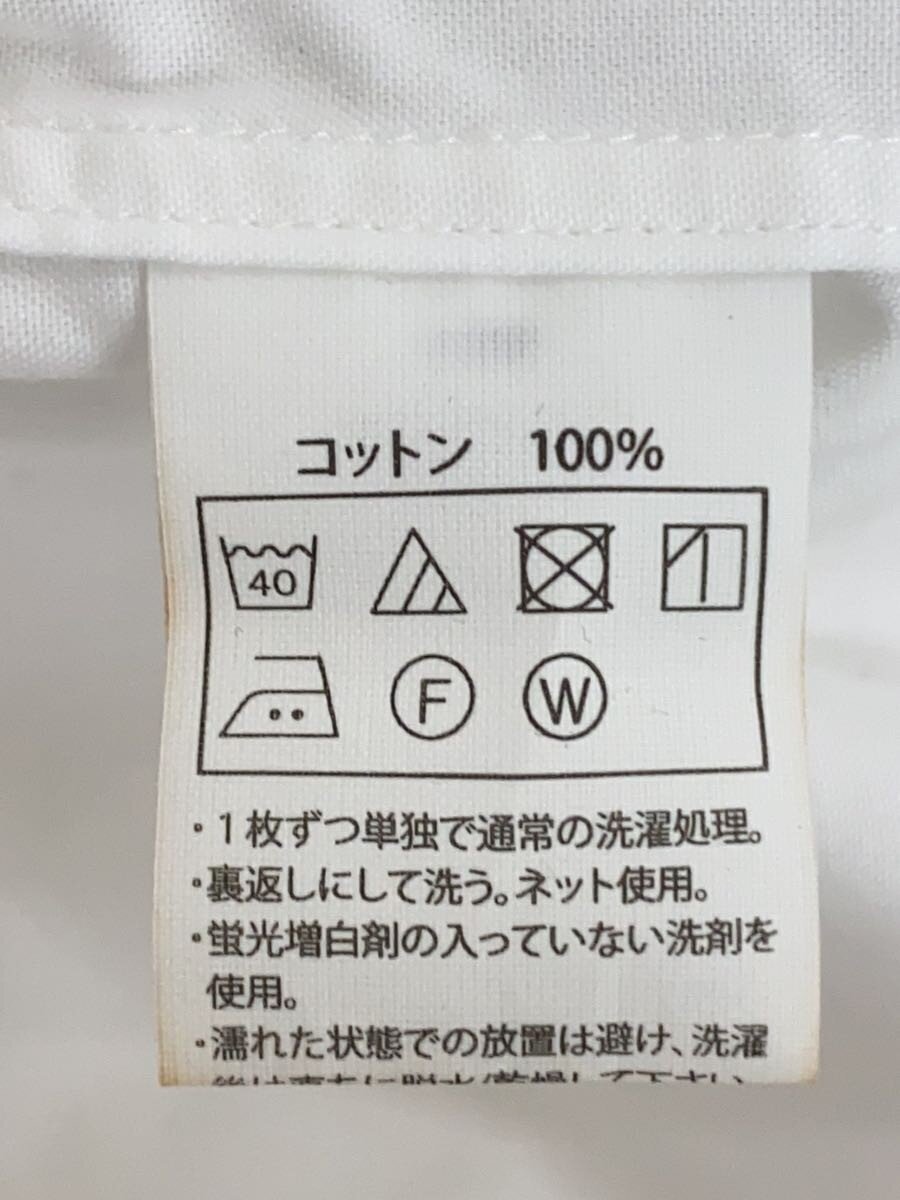 コットン　100%
40
F
W
・1枚ずつ単独で通常の洗濯処理。
・裏返しにして洗う。ネット使用。
・蛍光増白剤の入っていない洗剤を
使用。
・濡れた状態での放置は避け、洗濯